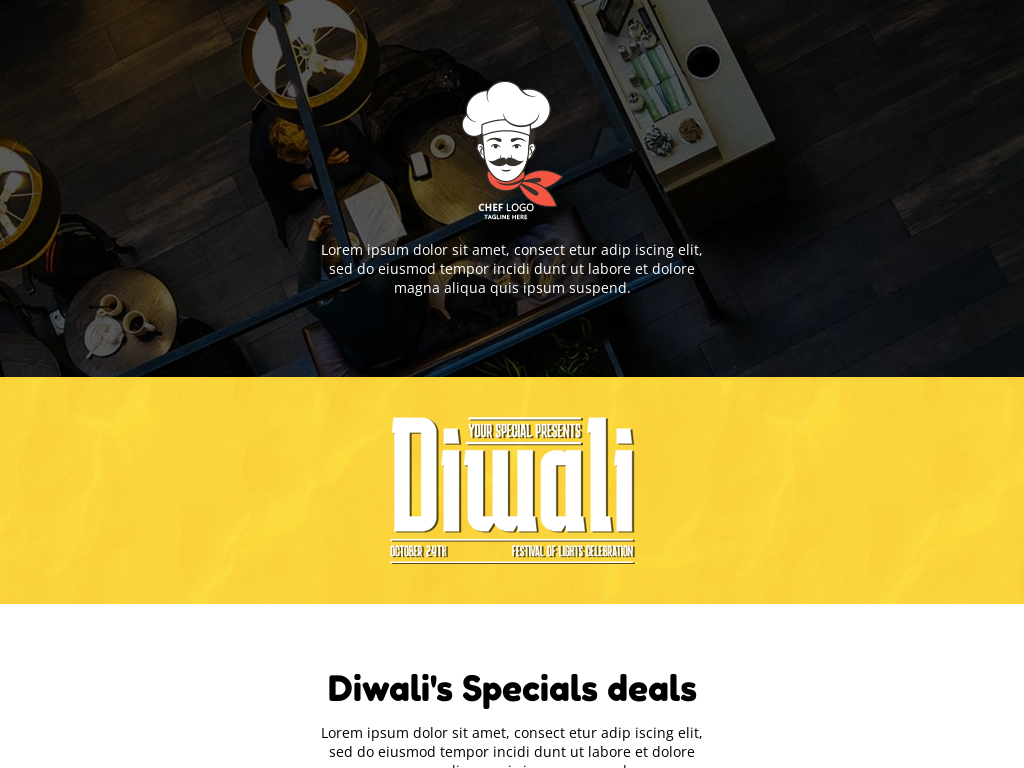 CHEF LOGO
TAGLINE HERE
Lorem ipsum dolor sit amet, consect etur adip iscing elit,
sed do eiusmod tempor incidi dunt ut labore et dolore
magna aliqua quis ipsum suspend.
YOUR SPECIAL PRESENTS
Diwali
OCTOBER 24TH
FESTIVAL OF LIGHTS CELEBRATION
Diwali's Specials deals
Lorem ipsum dolor sit amet, consect etur adip iscing elit,
sed do eiusmod tempor incidi dunt ut labore et dolore